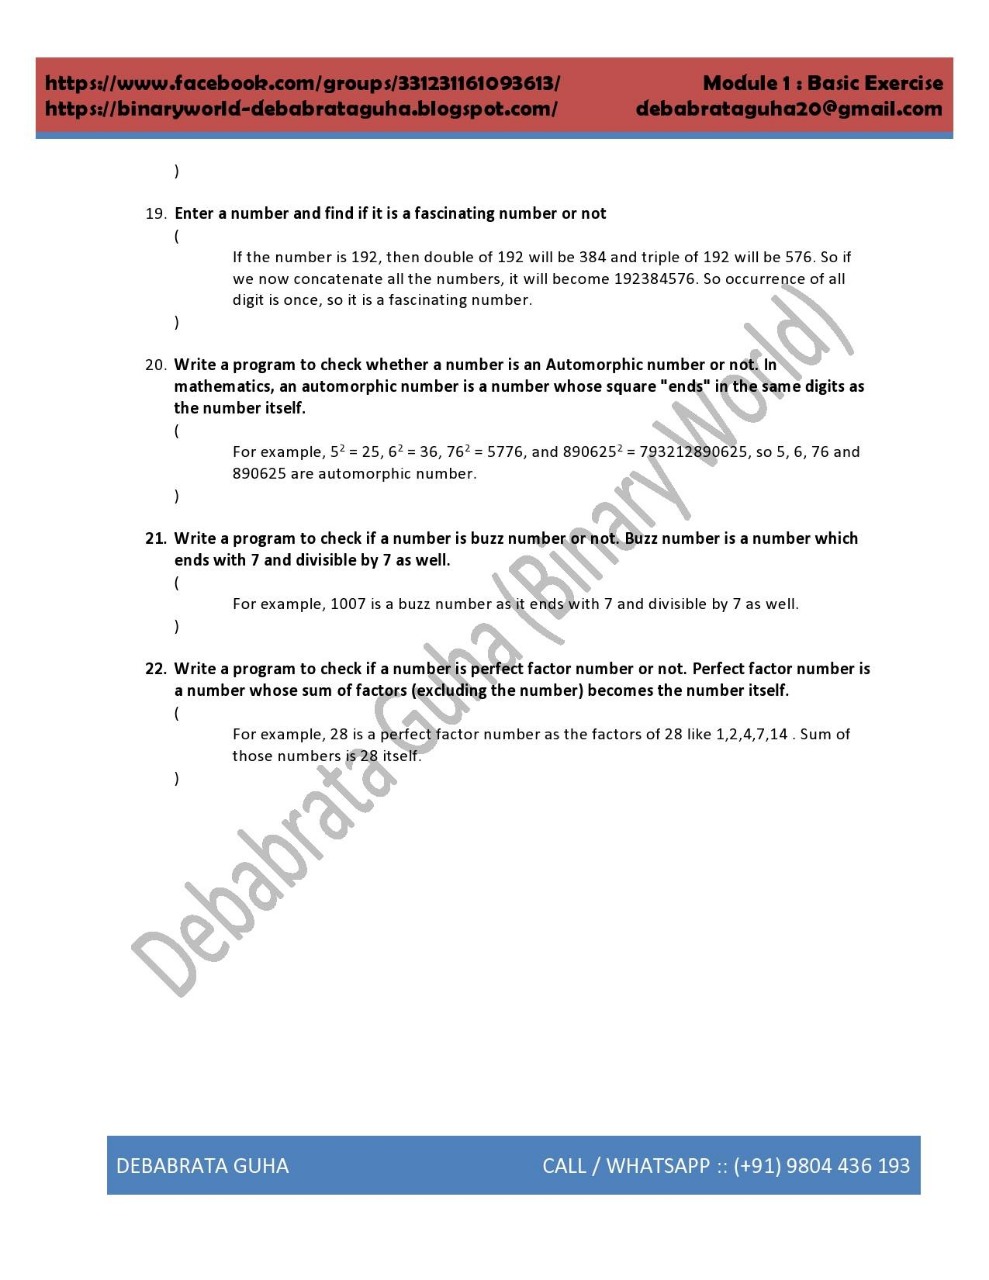 https://www.facebook.com/groups/331231161093613/ Module 1 : Basic Exercise
https://binaryworld-debabrataguha.blogspot.com/ debabrataguha20@gmail.com
)
19. Enter a number and find if it is a fascinating number or not
(
If the number is 192, then double of 192 will be 384 and triple of 192 will be 576. So if
we now concatenate all the numbers, it will become 192384576. So occurrence of all
digit is once, so it is a fascinating number.
)
20. Write a program to check whether a number is an Automorphic number or not. In
mathematics, an automorphic number is a number whose square "ends" in the same digits as
the number itself.
(
For example, 5² = 25, 6² = 36, 76² = 5776, and 890625² = 793212890625, so 5, 6, 76 and
890625 are automorphic number.
)
21. Write a program to check if a number is buzz number or not. Buzz number is a number which
ends with 7 and divisible by 7 as well.
(
For example, 1007 is a buzz number as it ends with 7 and divisible by 7 as well.
)
22. Write a program to check if a number is perfect factor number or not. Perfect factor number is
a number whose sum of factors (excluding the number) becomes the number itself.
(
For example, 28 is a perfect factor number as the factors of 28 like 1,2,4,7,14 . Sum of
those numbers is 28 itself.
)
Debabrata Guha (Binary World)
DEBABRATA GUHA CALL / WHATSAPP :: (+91) 9804 436 193